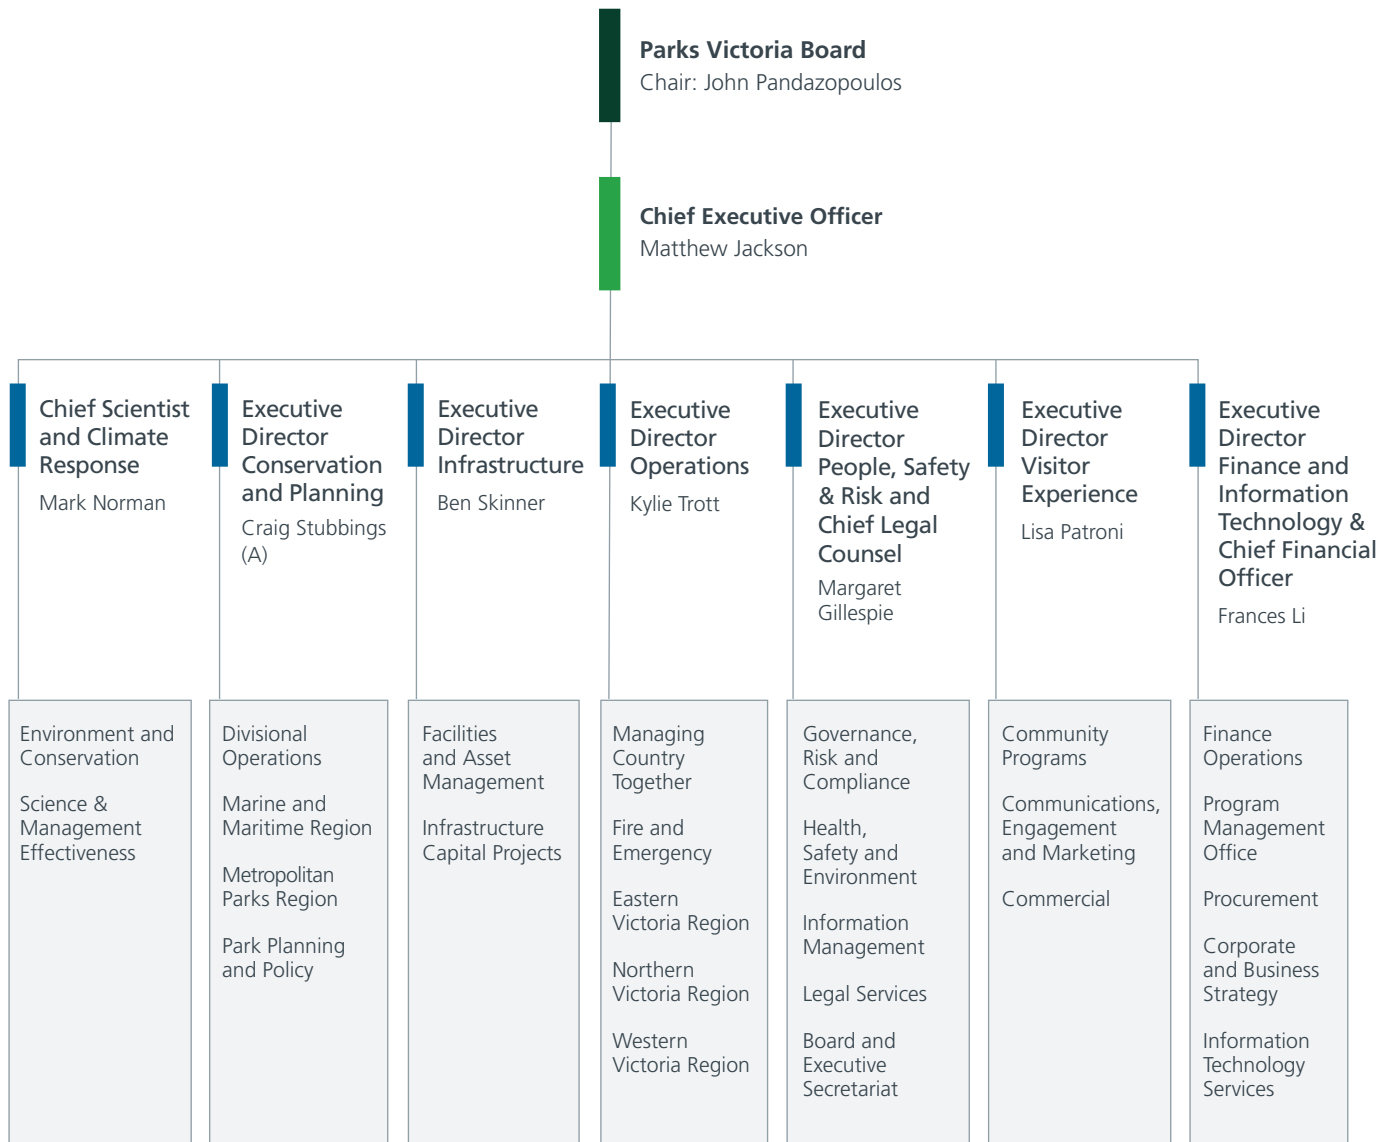 Parks Victoria Board
Chair: John Pandazopoulos
Chief Executive Officer
Matthew Jackson
Chief Scientist
and Climate
Response
Mark Norman
Executive
Director
Conservation
and Planning
Craig Stubbings
(A)
Executive
Director
Infrastructure
Ben Skinner
Executive
Director
Operations
Kylie Trott
Executive
Director
People, Safety
& Risk and
Chief Legal
Counsel
Margaret
Gillespie
Executive
Director
Visitor
Experience
Lisa Patroni
Executive
Director
Finance and
Information
Technology &
Chief Financial
Officer
Frances Li
Environment and
Conservation
Science &
Management
Effectiveness
Divisional
Operations
Marine and
Maritime Region
Metropolitan
Parks Region
Park Planning
and Policy
Facilities
and Asset
Management
Infrastructure
Capital Projects
Managing
Country
Together
Fire and
Emergency
Eastern
Victoria Region
Northern
Victoria Region
Western
Victoria Region
Governance,
Risk and
Compliance
Health,
Safety and
Environment
Information
Management
Legal Services
Board and
Executive
Secretariat
Community
Programs
Communications,
Engagement
and Marketing
Commercial
Finance
Operations
Program
Management
Office
Procurement
Corporate
and Business
Strategy
Information
Technology
Services